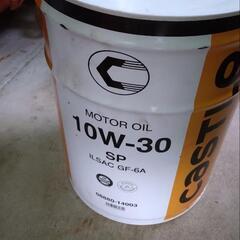 MOTOR OIL
10W-30
SP
ILSAC GF-6A
08880-14003
CASTLE